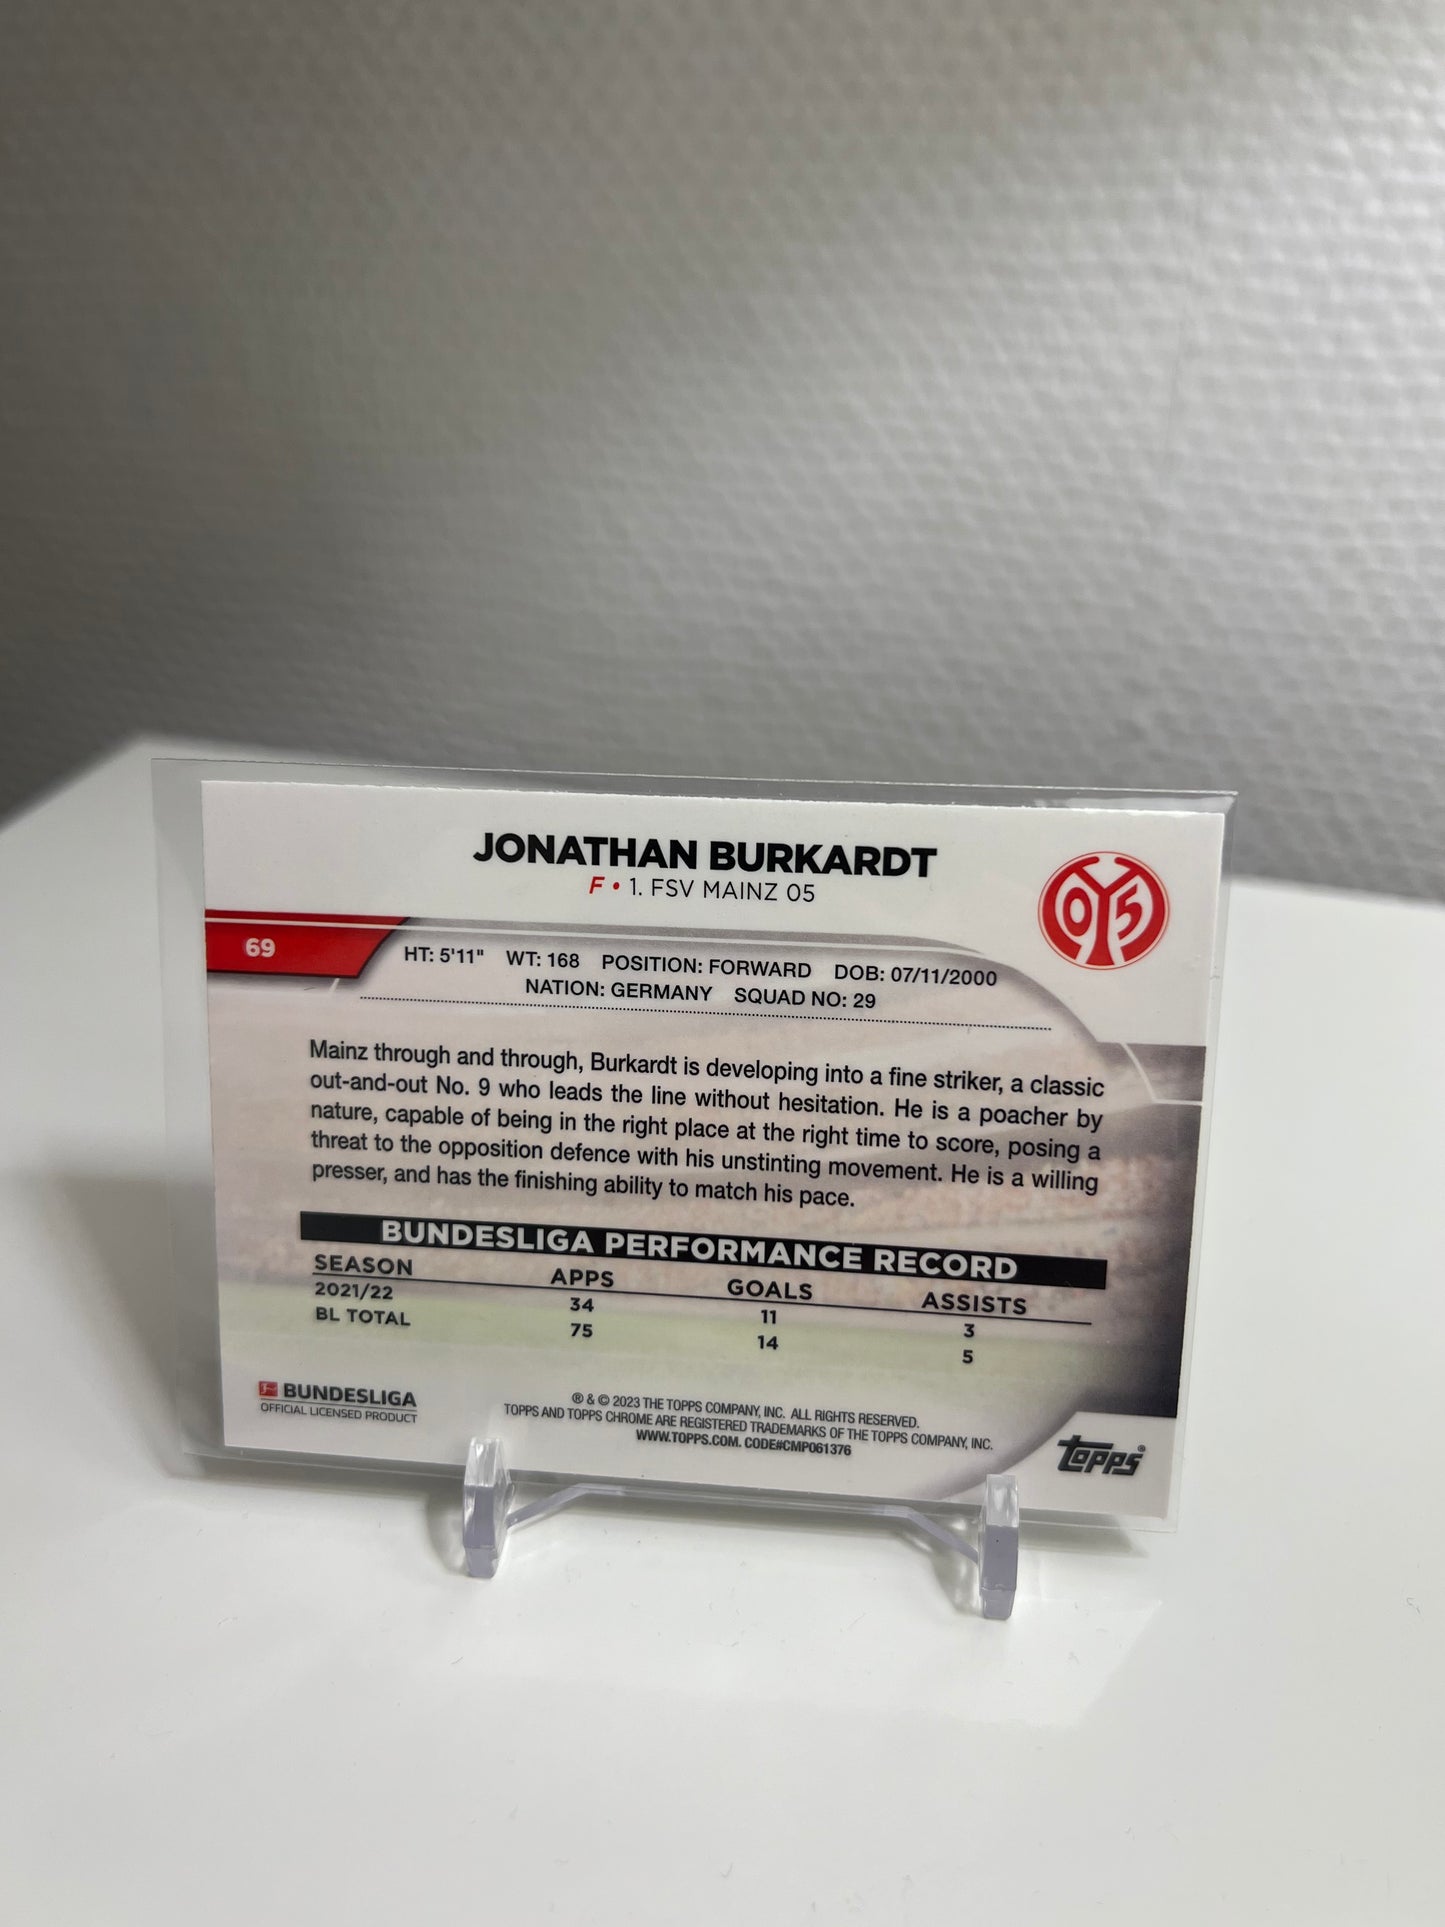 JONATHAN BURKARDT
F • 1. FSV MAINZ 05
05
69
HT: 5'11" WT: 168 POSITION: FORWARD DOB: 07/11/2000
NATION: GERMANY SQUAD NO: 29
Mainz through and through, Burkardt is developing into a fine striker, a classic
out-and-out No. 9 who leads the line without hesitation. He is a poacher by
nature, capable of being in the right place at the right time to score, posing a
threat to the opposition defence with his unstinting movement. He is a willing
presser, and has the finishing ability to match his pace.
BUNDESLIGA PERFORMANCE RECORD
SEASON APPS GOALS ASSISTS
2021/22 34 11 3
BL TOTAL 75 14 5
BUNDESLIGA
OFFICIAL LICENSED PRODUCT
® & © 2023 THE TOPPS COMPANY, INC. ALL RIGHTS RESERVED.
TOPPS AND TOPPS CHROME ARE REGISTERED TRADEMARKS OF THE TOPPS COMPANY, INC.
WWW.TOPPS.COM. CODE#CMP061376
topps®